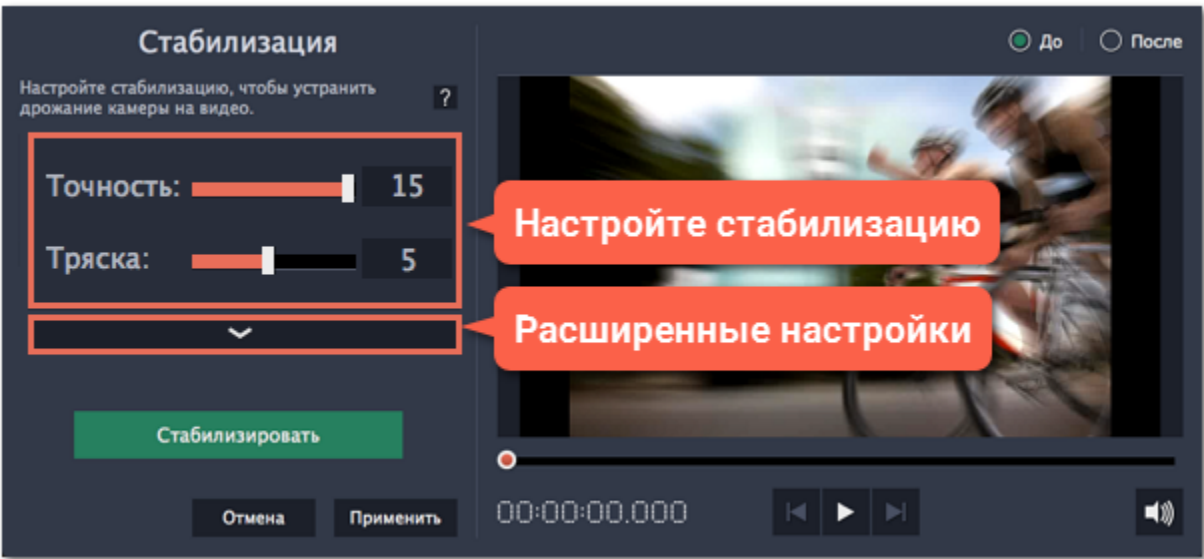 Стабилизация
Настройте стабилизацию, чтобы устранить
дрожание камеры на видео.
?
Точность: 15
Тряска: 5
Стабилизировать
Отмена
Применить
До
После
Настройте стабилизацию
Расширенные настройки
00:00:00.000